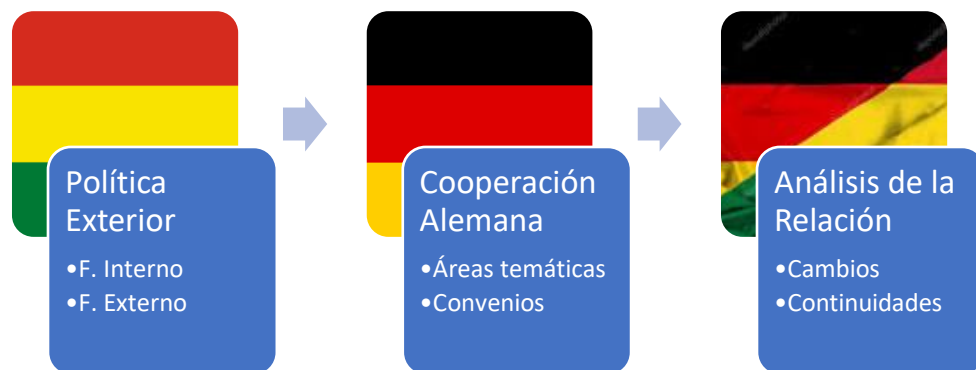 Política
Exterior
•F. Interno
•F. Externo
Cooperación
Alemana
•Áreas temáticas
•Convenios
Análisis de la
Relación
•Cambios
•Continuidades